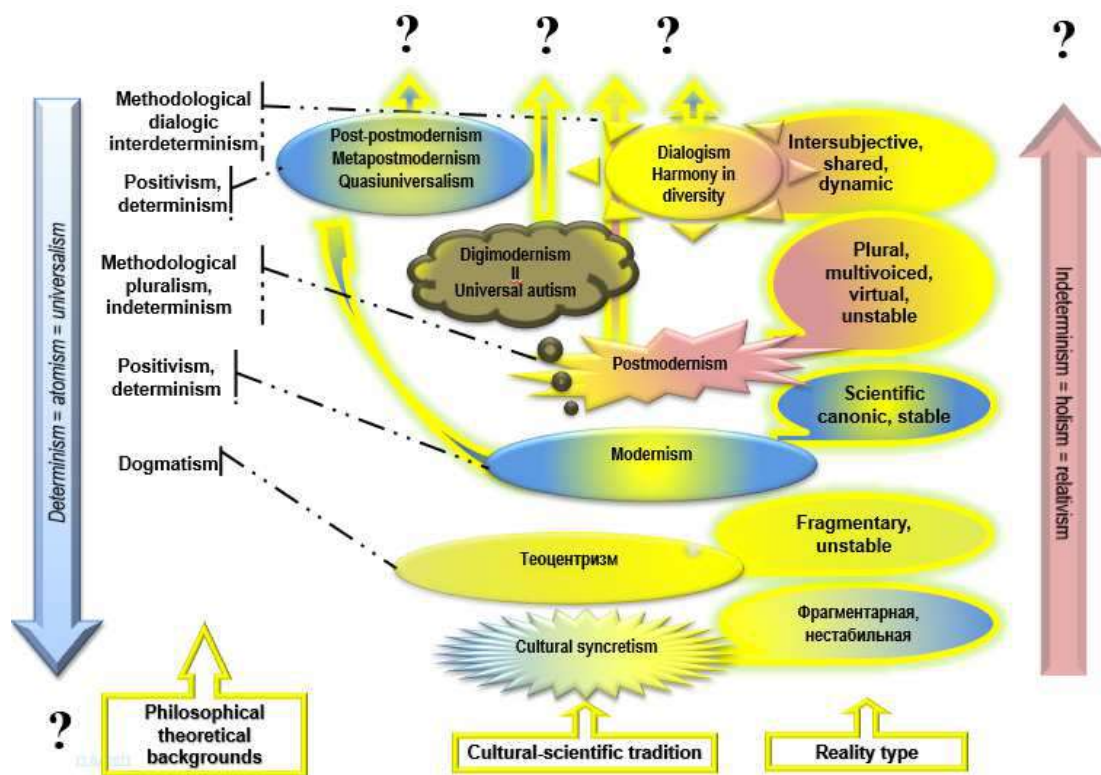 ?
?
?
?
Methodological
dialogic
interdeterminism
Positivism,
determinism
Methodological
pluralism,
indeterminism
Positivism,
determinism
Dogmatism
Determinism = atomism = universalism
?
Philosophical
theoretical
backgrounds
Post-postmodernism
Metapostmodernism
Quasiuniversalism
Digimodernism
||
Universal autism
Dialogism
Harmony in
diversity
Postmodernism
Modernism
Теоцентризм
Cultural syncretism
Cultural-scientific tradition
Intersubjective,
shared,
dynamic
Plural,
multivoiced,
virtual,
unstable
Scientific
canonic, stable
Fragmentary,
unstable
Фрагментарная,
нестабильная
Reality type
Indeterminism = holism = relativism